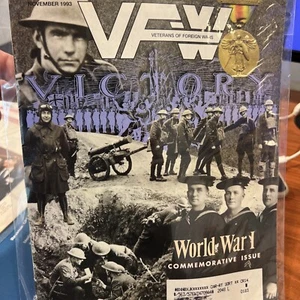 NOVEMBER 1993
VFW
VETERANS OF FOREIGN WARS
VICTORY
World War I
COMMEMORATIVE ISSUE